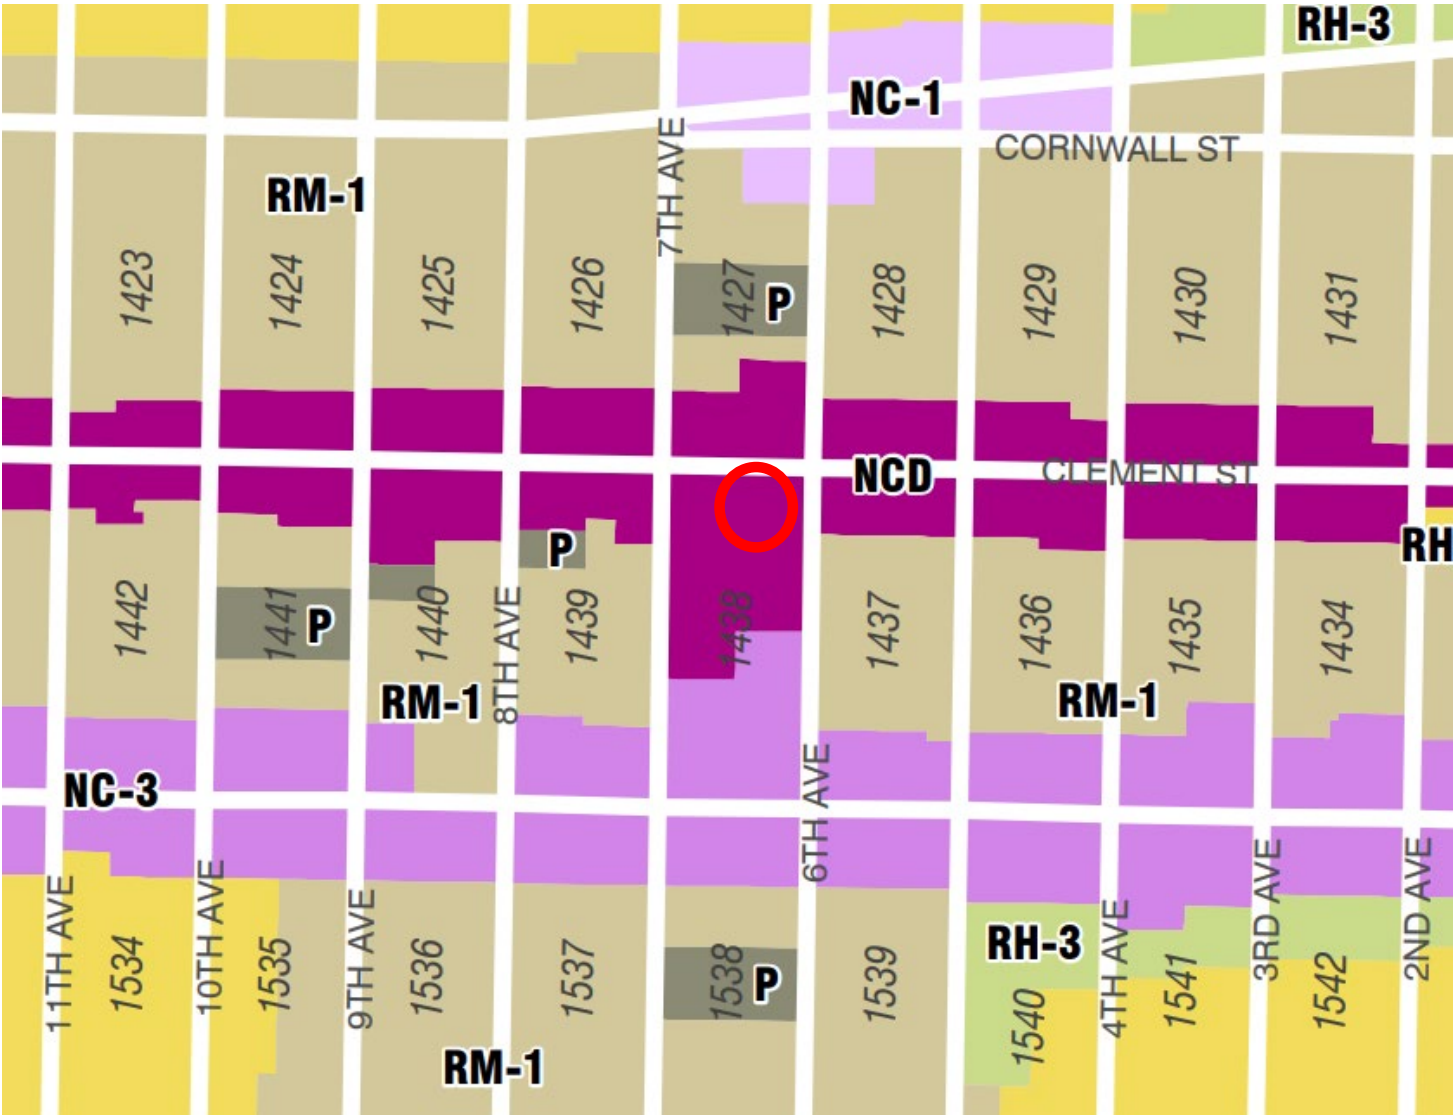 RH-3
NC-1
CORNWALL ST
7TH AVE
RM-1
1423
1424
1425
1426
1427
P
1428
1429
1430
1431
NCD
CLEMENT ST
RH
P
1442
1441
P
1440
8TH AVE
1439
1438
1437
1436
1435
1434
RM-1
RM-1
NC-3
6TH AVE
11TH AVE
1534
10TH AVE
1535
9TH AVE
1536
1537
1538
P
1539
RH-3
1540
4TH AVE
1541
3RD AVE
1542
2ND AVE
RM-1